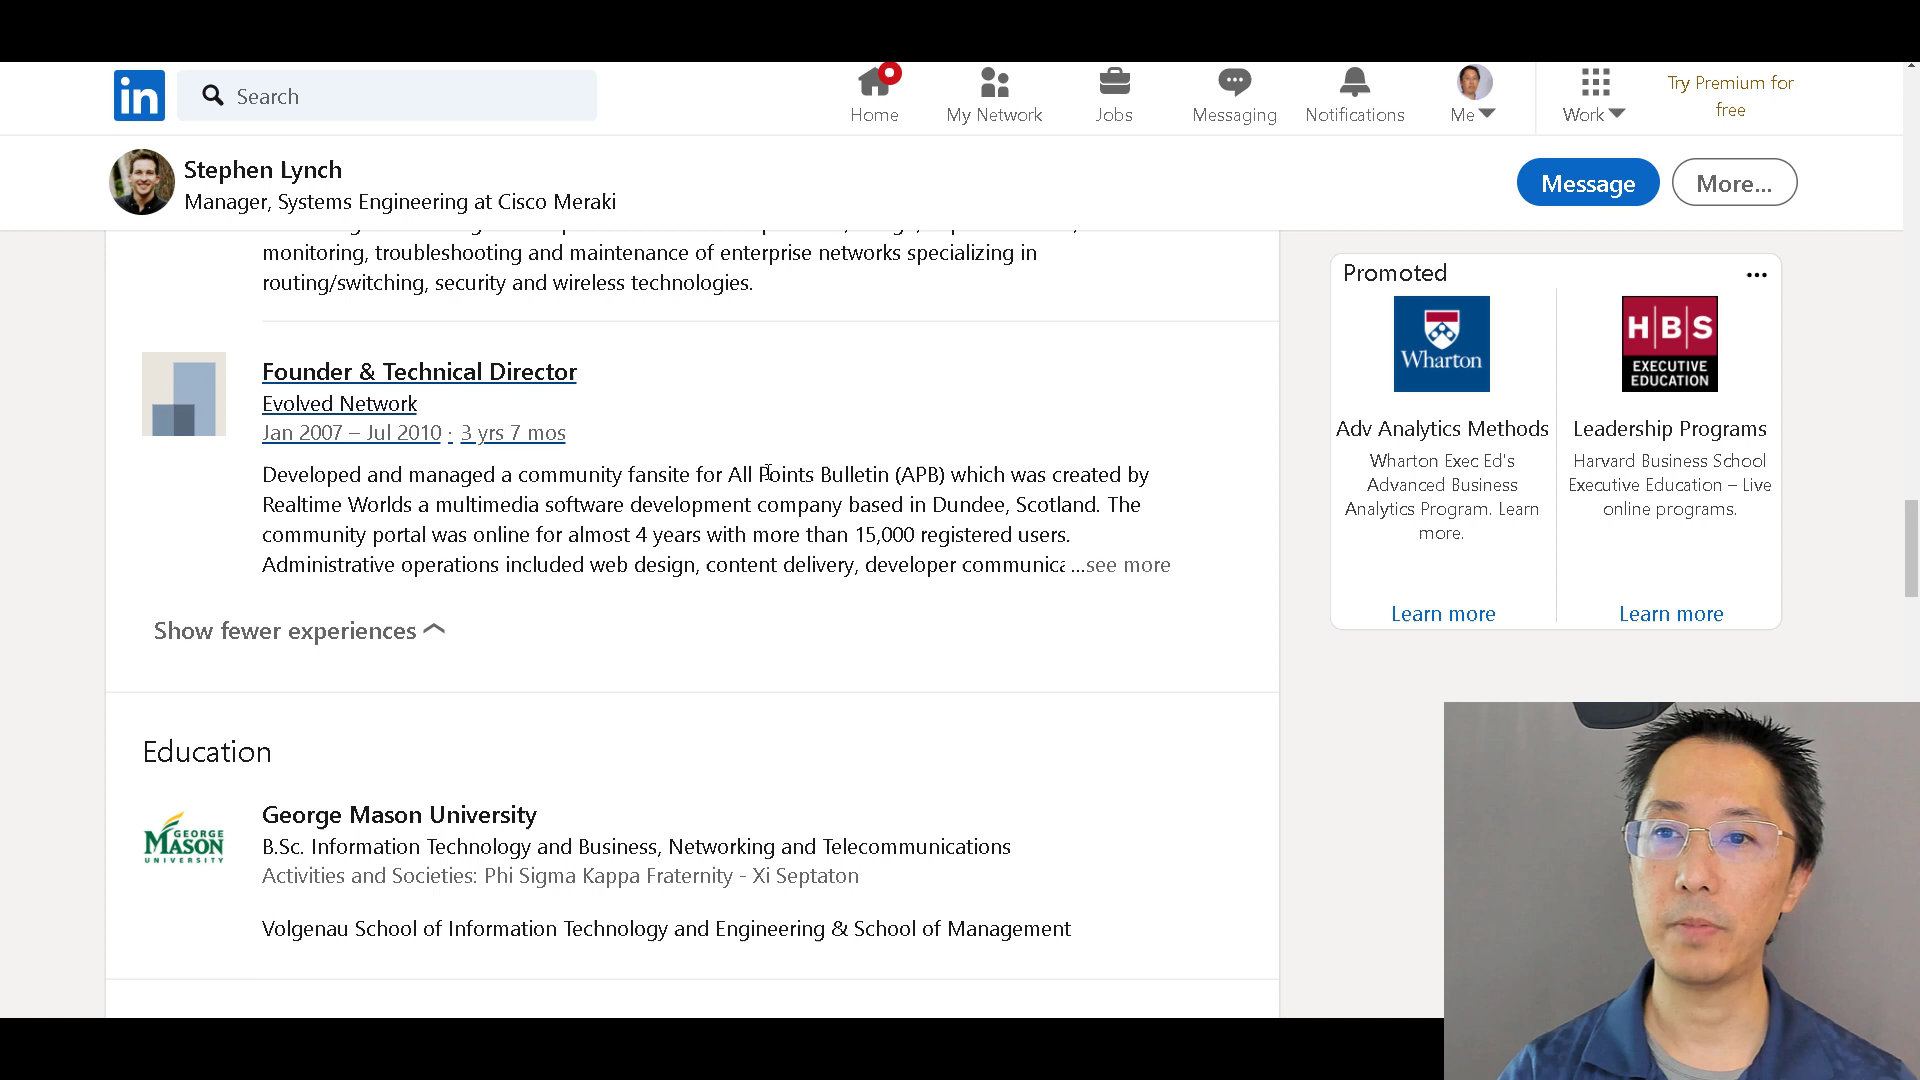 in
Search
Home
My Network
Jobs
Messaging
Notifications
Me
Work
Try Premium for
free
Stephen Lynch
Manager, Systems Engineering at Cisco Meraki
Message
More...
monitoring, troubleshooting and maintenance of enterprise networks specializing in
routing/switching, security and wireless technologies.
Founder & Technical Director
Evolved Network
Jan 2007 – Jul 2010 · 3 yrs 7 mos
Developed and managed a community fansite for All Points Bulletin (APB) which was created by
Realtime Worlds a multimedia software development company based in Dundee, Scotland. The
community portal was online for almost 4 years with more than 15,000 registered users.
Administrative operations included web design, content delivery, developer communica ...see more
Show fewer experiences
Education
GEORGE
MASON
UNIVERSITY
George Mason University
B.Sc. Information Technology and Business, Networking and Telecommunications
Activities and Societies: Phi Sigma Kappa Fraternity - Xi Septaton
Volgenau School of Information Technology and Engineering & School of Management
Promoted
Wharton
Adv Analytics Methods
Wharton Exec Ed's
Advanced Business
Analytics Program. Learn
more.
Learn more
H|B|S
EXECUTIVE
EDUCATION
Leadership Programs
Harvard Business School
Executive Education – Live
online programs.
Learn more